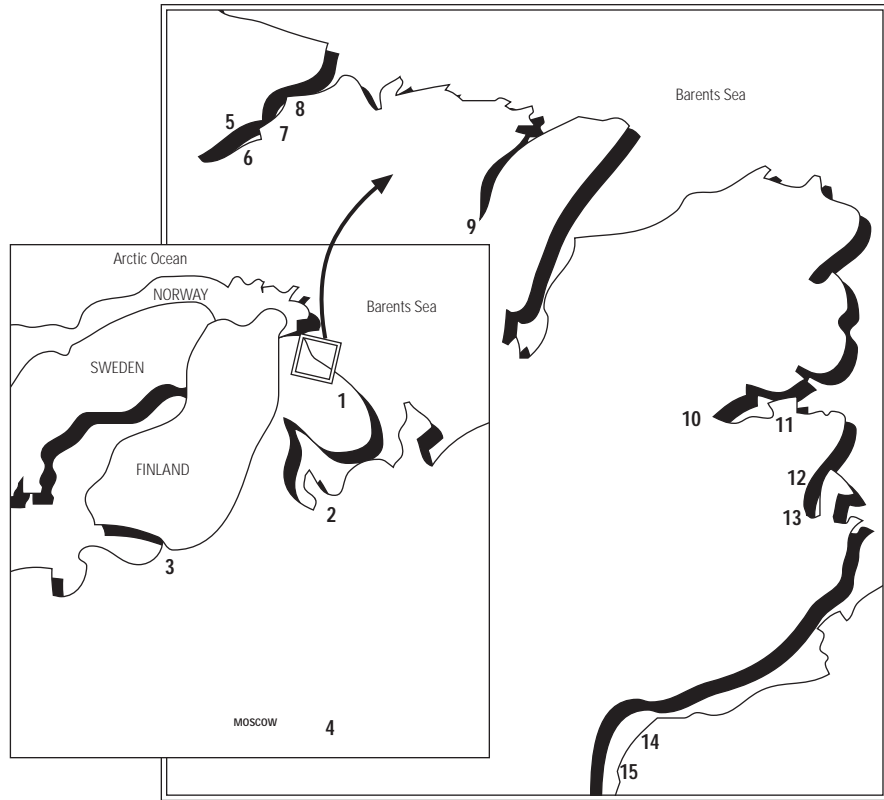 Barents Sea
5
8
7
6
9
Arctic Ocean
NORWAY
Barents Sea
SWEDEN
1
10
11
FINLAND
12
2
13
3
MOSCOW
4
14
15